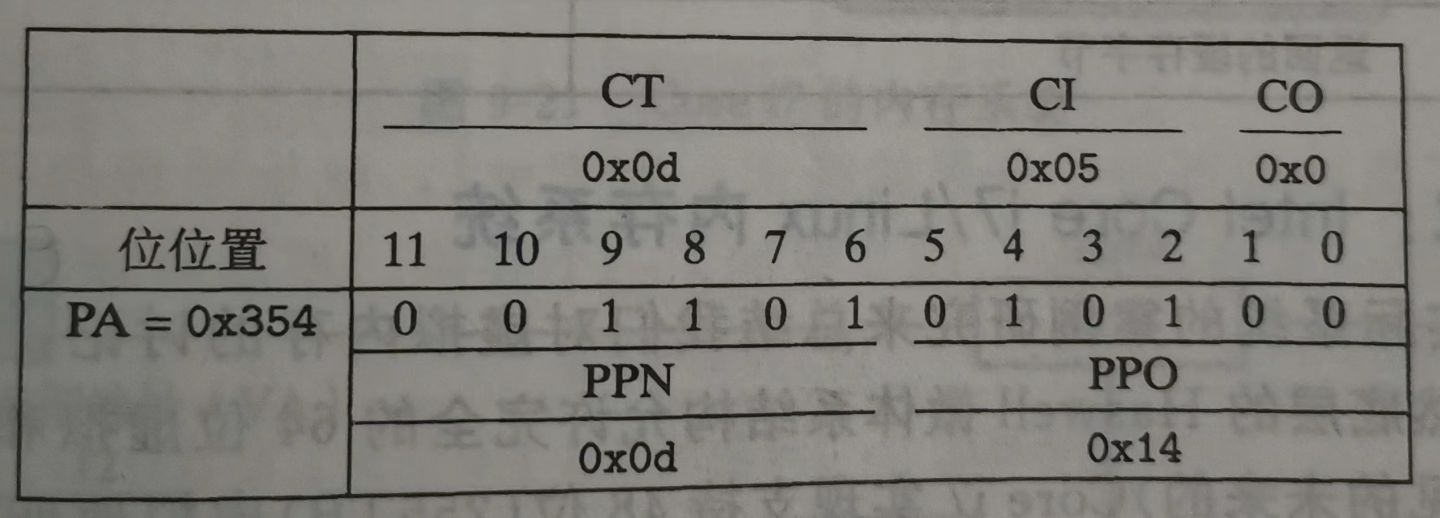 CT CI CO
0x0d 0x05 0x0
位位置 11 10 9 8 7 6 5 4 3 2 1 0
PA = 0x354 0 0 1 1 0 1 0 1 0 1 0 0
PPN PPO
0x0d 0x14